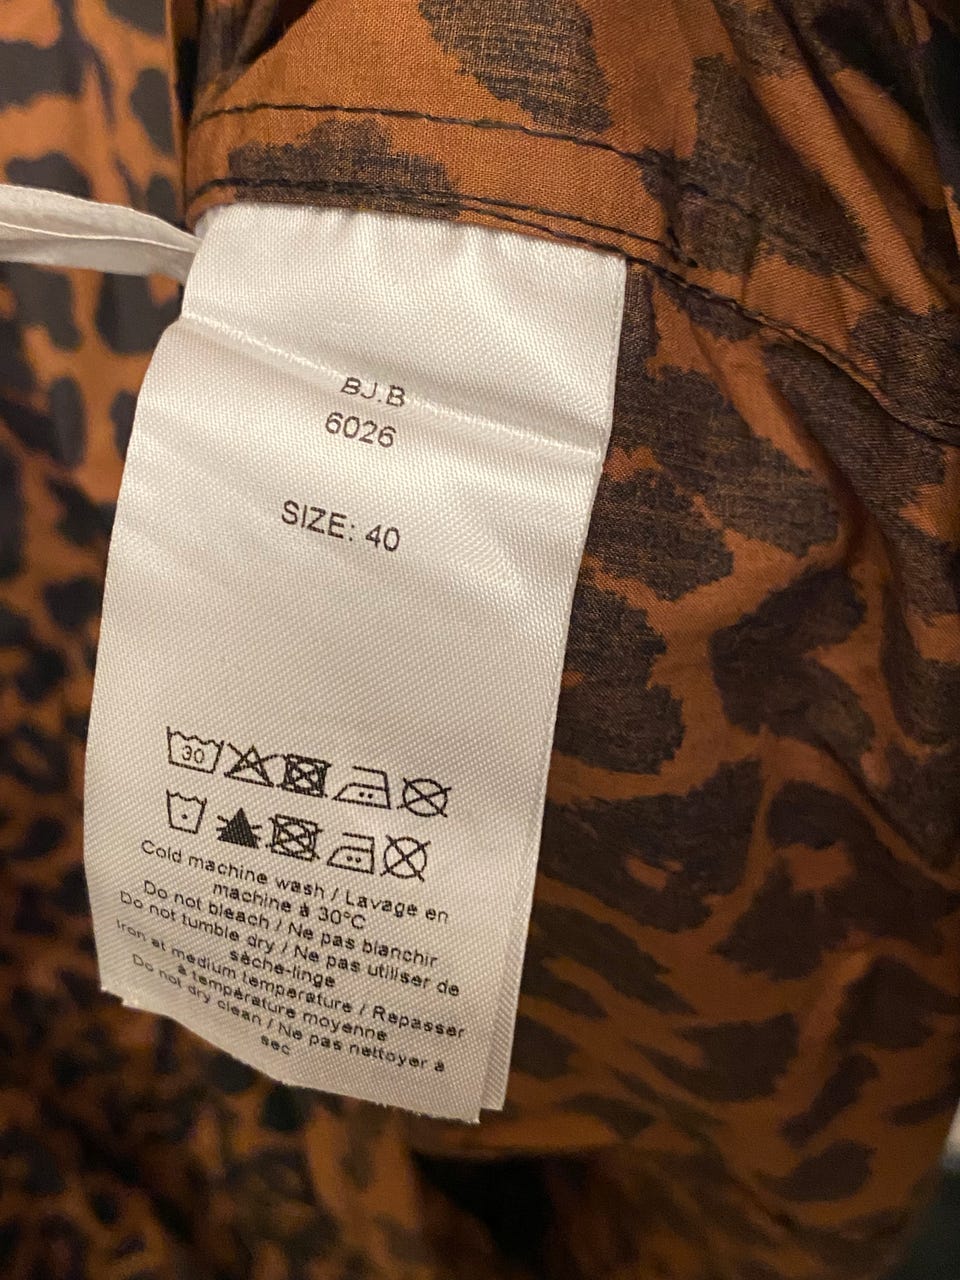 BJ.B
6026
SIZE: 40
30
Cold machine wash / Lavage en
machine à 30°C
Do not bleach / Ne pas blanchir
Do not tumble dry / Ne pas utiliser de
sèche-linge
Iron at medium temperature / Repasser
à température moyenne
Do not dry clean / Ne pas nettoyer à
sec